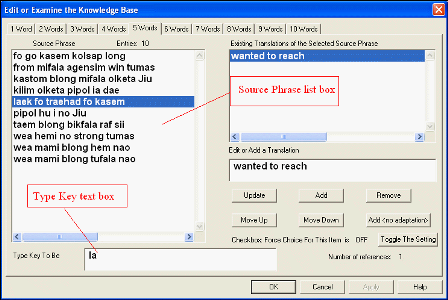 Edit or Examine the Knowledge Base
1 Word 2 Words 3 Words 4 Words 5 Words 6 Words 7 Words 8 Words 9 Words 10 Words
Source Phrase Entries: 10
fo go kasem kolsap long
from mifala agensim win tumas
kastom blong mifala olketa Jiu
kilim olketa pipol ia dae
laek fo traehad fo kasem
pipol hu i no Jiu
taem blong bikfala raf sii
wea hemi no strong tumas
wea mami blong hem nao
wea mami blong tufala nao
Type Key text box
Type Key To Be
la
Existing Translations of the Selected Source Phrase
wanted to reach
Source Phrase list box
Edit or Add a Translation
wanted to reach
Update Add Remove
Move Up Move Down Add <no adaptation>
Checkbox: Force Choice For This Item is OFF Toggle The Setting
Number of references: 1
OK Cancel Apply Help